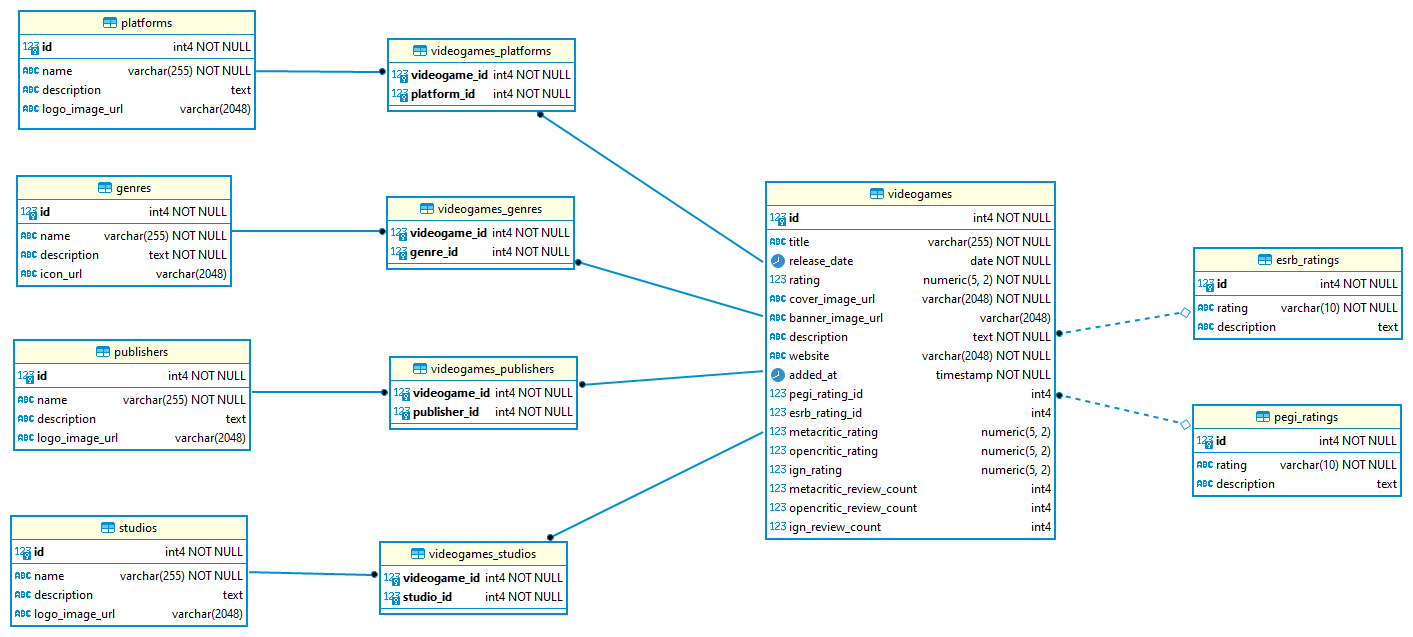 platforms
id int4 NOT NULL
ABC name varchar(255) NOT NULL
ABC description text
ABC logo_image_url varchar(2048)
videogames_platforms
123 videogame_id int4 NOT NULL
123 platform_id int4 NOT NULL
genres
123 id int4 NOT NULL
ABC name varchar(255) NOT NULL
ABC description text NOT NULL
ABC icon_url varchar(2048)
videogames_genres
123 videogame_id int4 NOT NULL
123 genre_id int4 NOT NULL
publishers
123 id int4 NOT NULL
ABC name varchar(255) NOT NULL
ABC description text
ABC logo_image_url varchar(2048)
videogames_publishers
123 videogame_id int4 NOT NULL
123 publisher_id int4 NOT NULL
studios
123 id int4 NOT NULL
ABC name varchar(255) NOT NULL
ABC description text
ABC logo_image_url varchar(2048)
videogames_studios
123 videogame_id int4 NOT NULL
123 studio_id int4 NOT NULL
videogames
123 id int4 NOT NULL
ABC title varchar(255) NOT NULL
release_date date NOT NULL
123 rating numeric(5, 2) NOT NULL
ABC cover_image_url varchar(2048) NOT NULL
ABC banner_image_url varchar(2048)
ABC description text NOT NULL
ABC website varchar(2048) NOT NULL
added_at timestamp NOT NULL
123 pegi_rating_id int4
123 esrb_rating_id int4
123 metacritic_rating numeric(5, 2)
123 opencritic_rating numeric(5, 2)
123 ign_rating numeric(5, 2)
123 metacritic_review_count int4
123 opencritic_review_count int4
123 ign_review_count int4
esrb_ratings
123 id int4 NOT NULL
ABC rating varchar(10) NOT NULL
ABC description text
pegi_ratings
123 id int4 NOT NULL
ABC rating varchar(10) NOT NULL
ABC description text